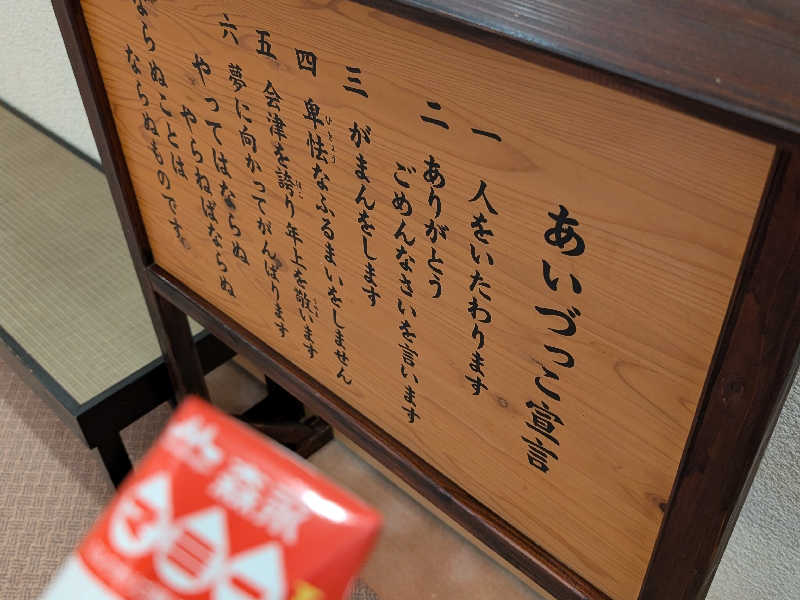 あいづっこ宣言
一 人をいたわります
二 ありがとう
ごめんなさいを言います
三 がまんをします
四 卑怯なふるまいをしません
五 会津を誇り年上を敬います
六 夢に向かってがんばります
やってはならぬ
やらねばならぬ
ならぬことは
ならぬものです。
森永